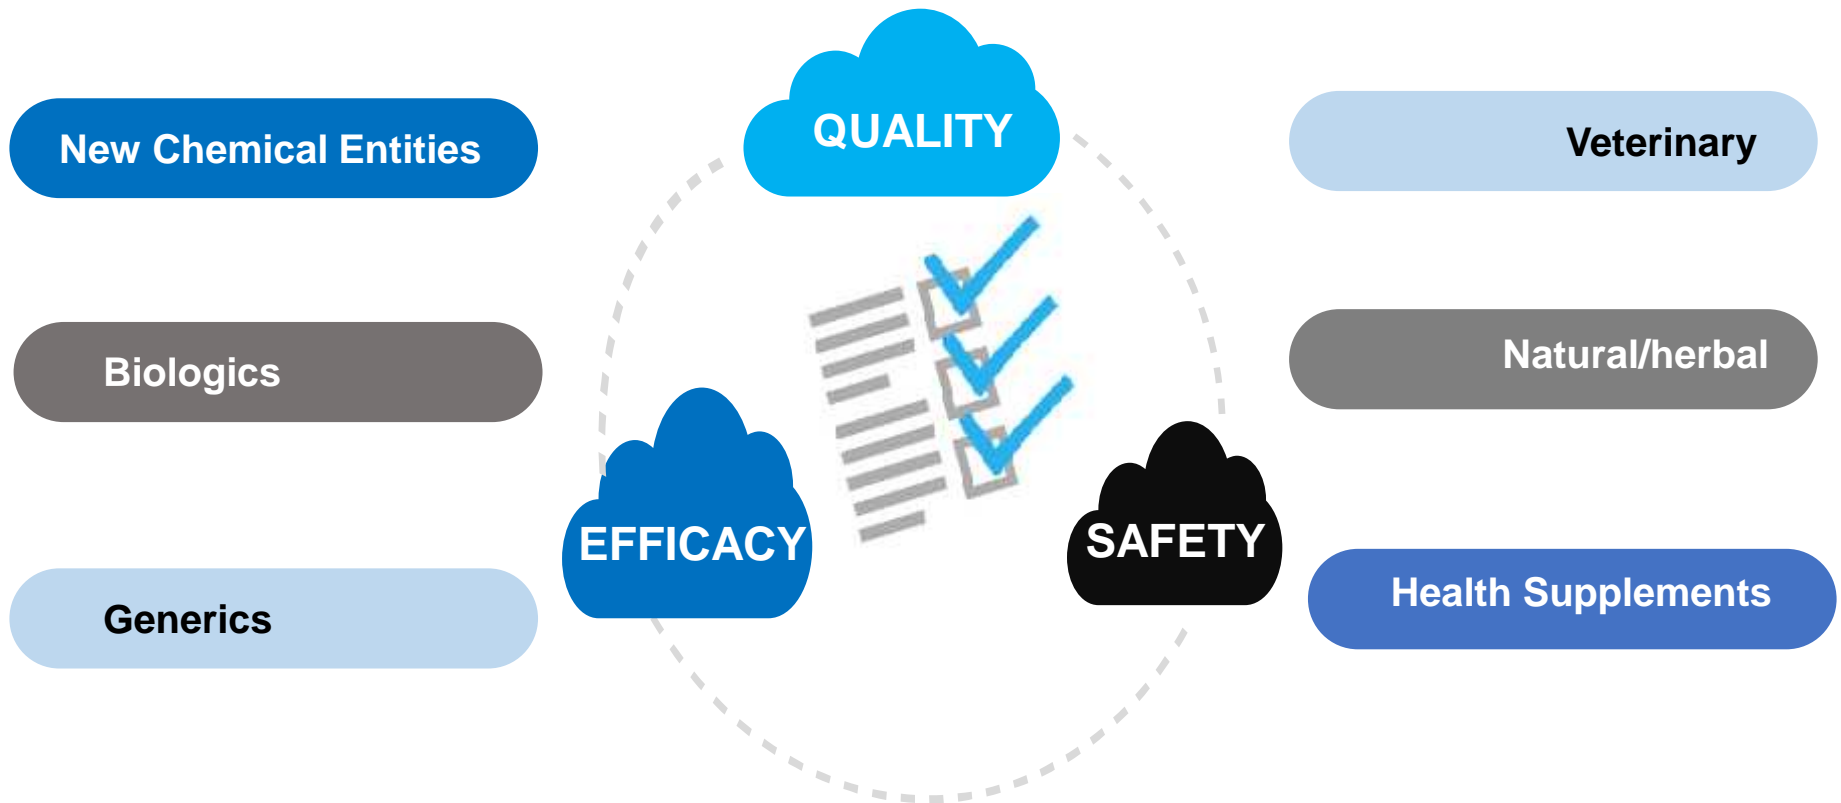 QUALITY
New Chemical Entities
Veterinary
Biologics
Natural/herbal
EFFICACY
SAFETY
Generics
Health Supplements